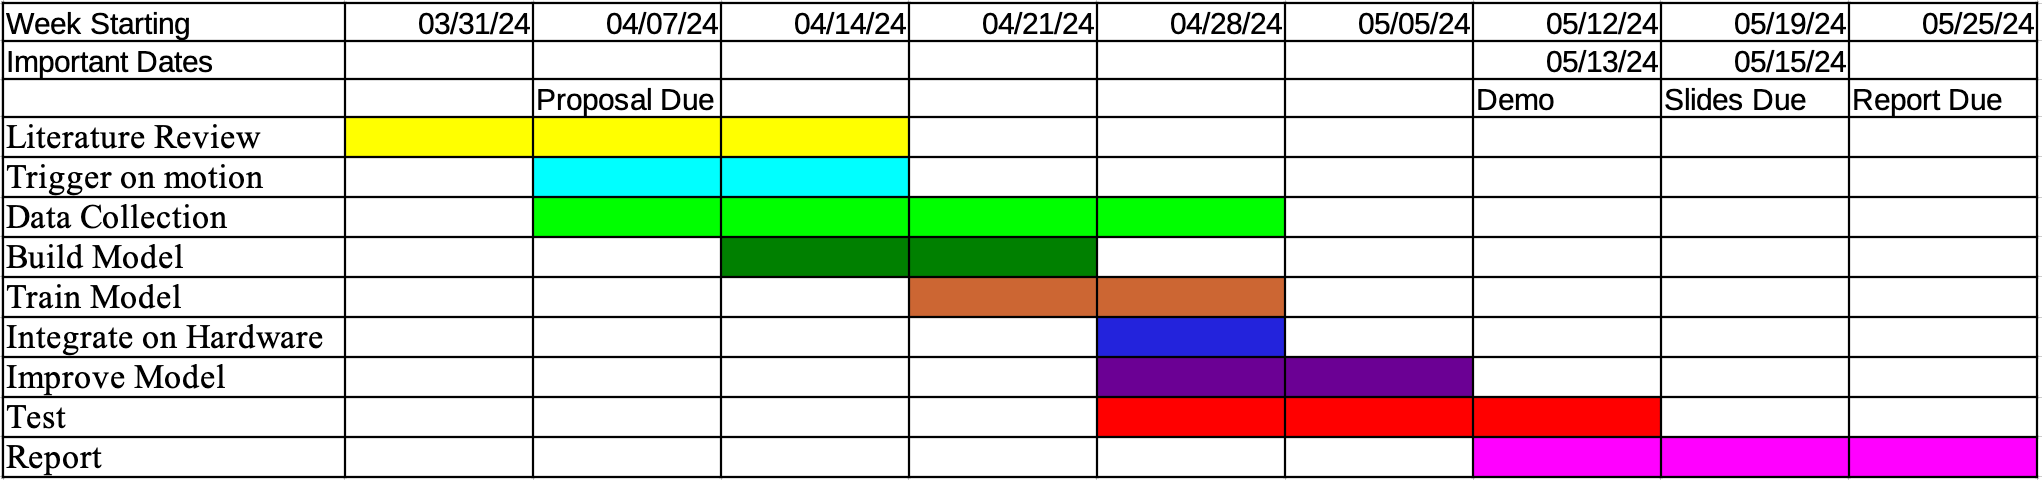 Week Starting 03/31/24 04/07/24 04/14/24 04/21/24 04/28/24 05/05/24 05/12/24 05/19/24 05/25/24
Important Dates 05/13/24 05/15/24
Proposal Due Demo Slides Due Report Due
Literature Review
Trigger on motion
Data Collection
Build Model
Train Model
Integrate on Hardware
Improve Model
Test
Report